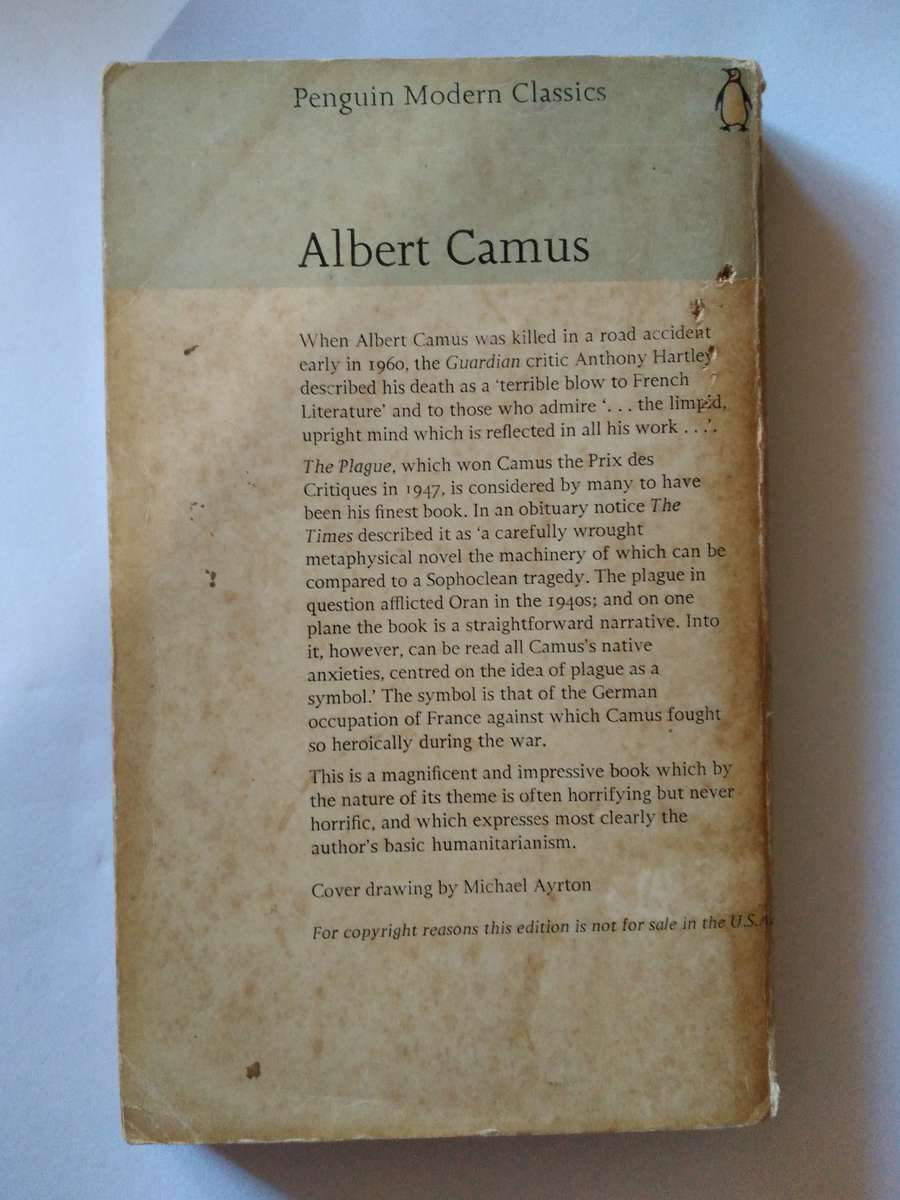 Penguin Modern Classics
Albert Camus
When Albert Camus was killed in a road accident
early in 1960, the Guardian critic Anthony Hartley
described his death as a ‘terrible blow to French
Literature’ and to those who admire ‘. . . the limpid,
upright mind which is reflected in all his work . . .’.
The Plague, which won Camus the Prix des
Critiques in 1947, is considered by many to have
been his finest book. In an obituary notice The
Times described it as ‘a carefully wrought
metaphysical novel the machinery of which can be
compared to a Sophoclean tragedy. The plague in
question afflicted Oran in the 1940s; and on one
plane the book is a straightforward narrative. Into
it, however, can be read all Camus’s native
anxieties, centred on the idea of plague as a
symbol.’ The symbol is that of the German
occupation of France against which Camus fought
so heroically during the war.
This is a magnificent and impressive book which by
the nature of its theme is often horrifying but never
horrific, and which expresses most clearly the
author’s basic humanitarianism.
Cover drawing by Michael Ayrton
For copyright reasons this edition is not for sale in the U.S.A.